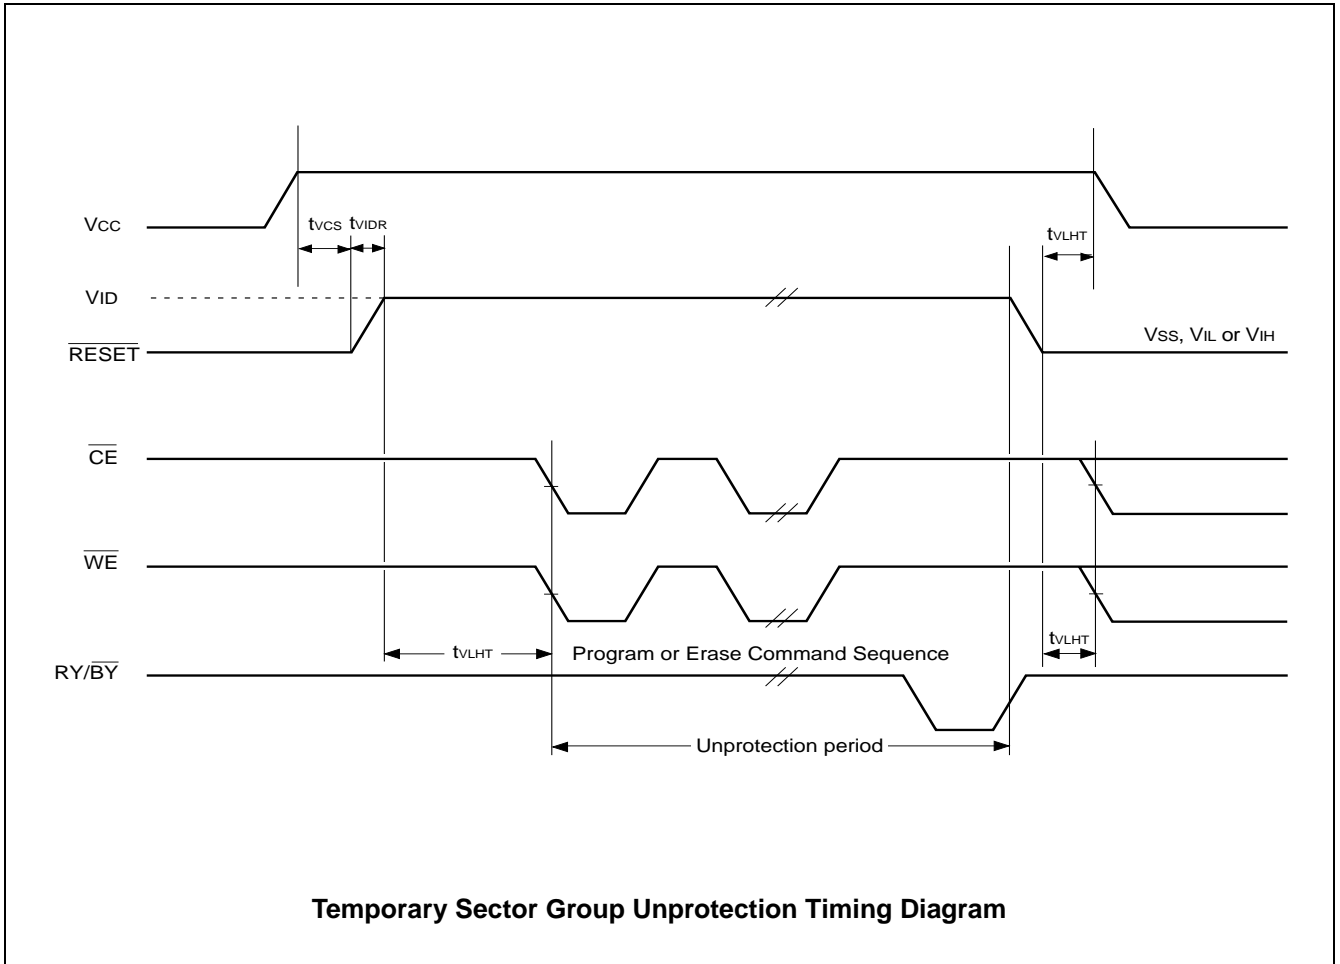 VCC
tVCS
tVIDR
tVLHT
VID
RESET
VSS, VIL or VIH
CE
WE
tVLHT
Program or Erase Command Sequence
tVLHT
RY/BY
Unprotection period
Temporary Sector Group Unprotection Timing Diagram